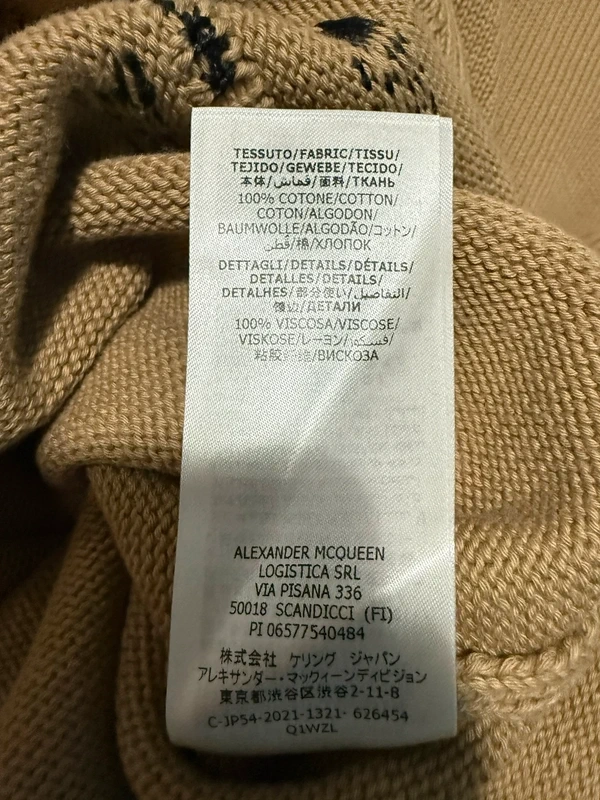 TESSUTO/FABRIC/TISSU/
TEJIDO/GEWEBE/TECIDO/
本体/قماش/面料/ТКАНЬ
100% COTONE/COTTON/
COTON/ALGODON/
BAUMWOLLE/ALGODÃO/コットン/
قطن/棉/ХЛОПОК
DETTAGLI/DETAILS/DÉTAILS/
DETALLES/DETAILS/
DETALHES/部分使い/التفاصيل/
镶边/ДЕТАЛИ
100% VISCOSA/VISCOSE/
VISKOSE/レーヨン/فسكوز/
粘胶纤维/ВИСКОЗА
ALEXANDER MCQUEEN
LOGISTICA SRL
VIA PISANA 336
50018 SCANDICCI (FI)
PI 06577540484
株式会社 ケリング ジャパン
アレキサンダー・マックィーンディビジョン
東京都渋谷区渋谷2-11-8
C-JP54-2021-1321- 626454
Q1WZL